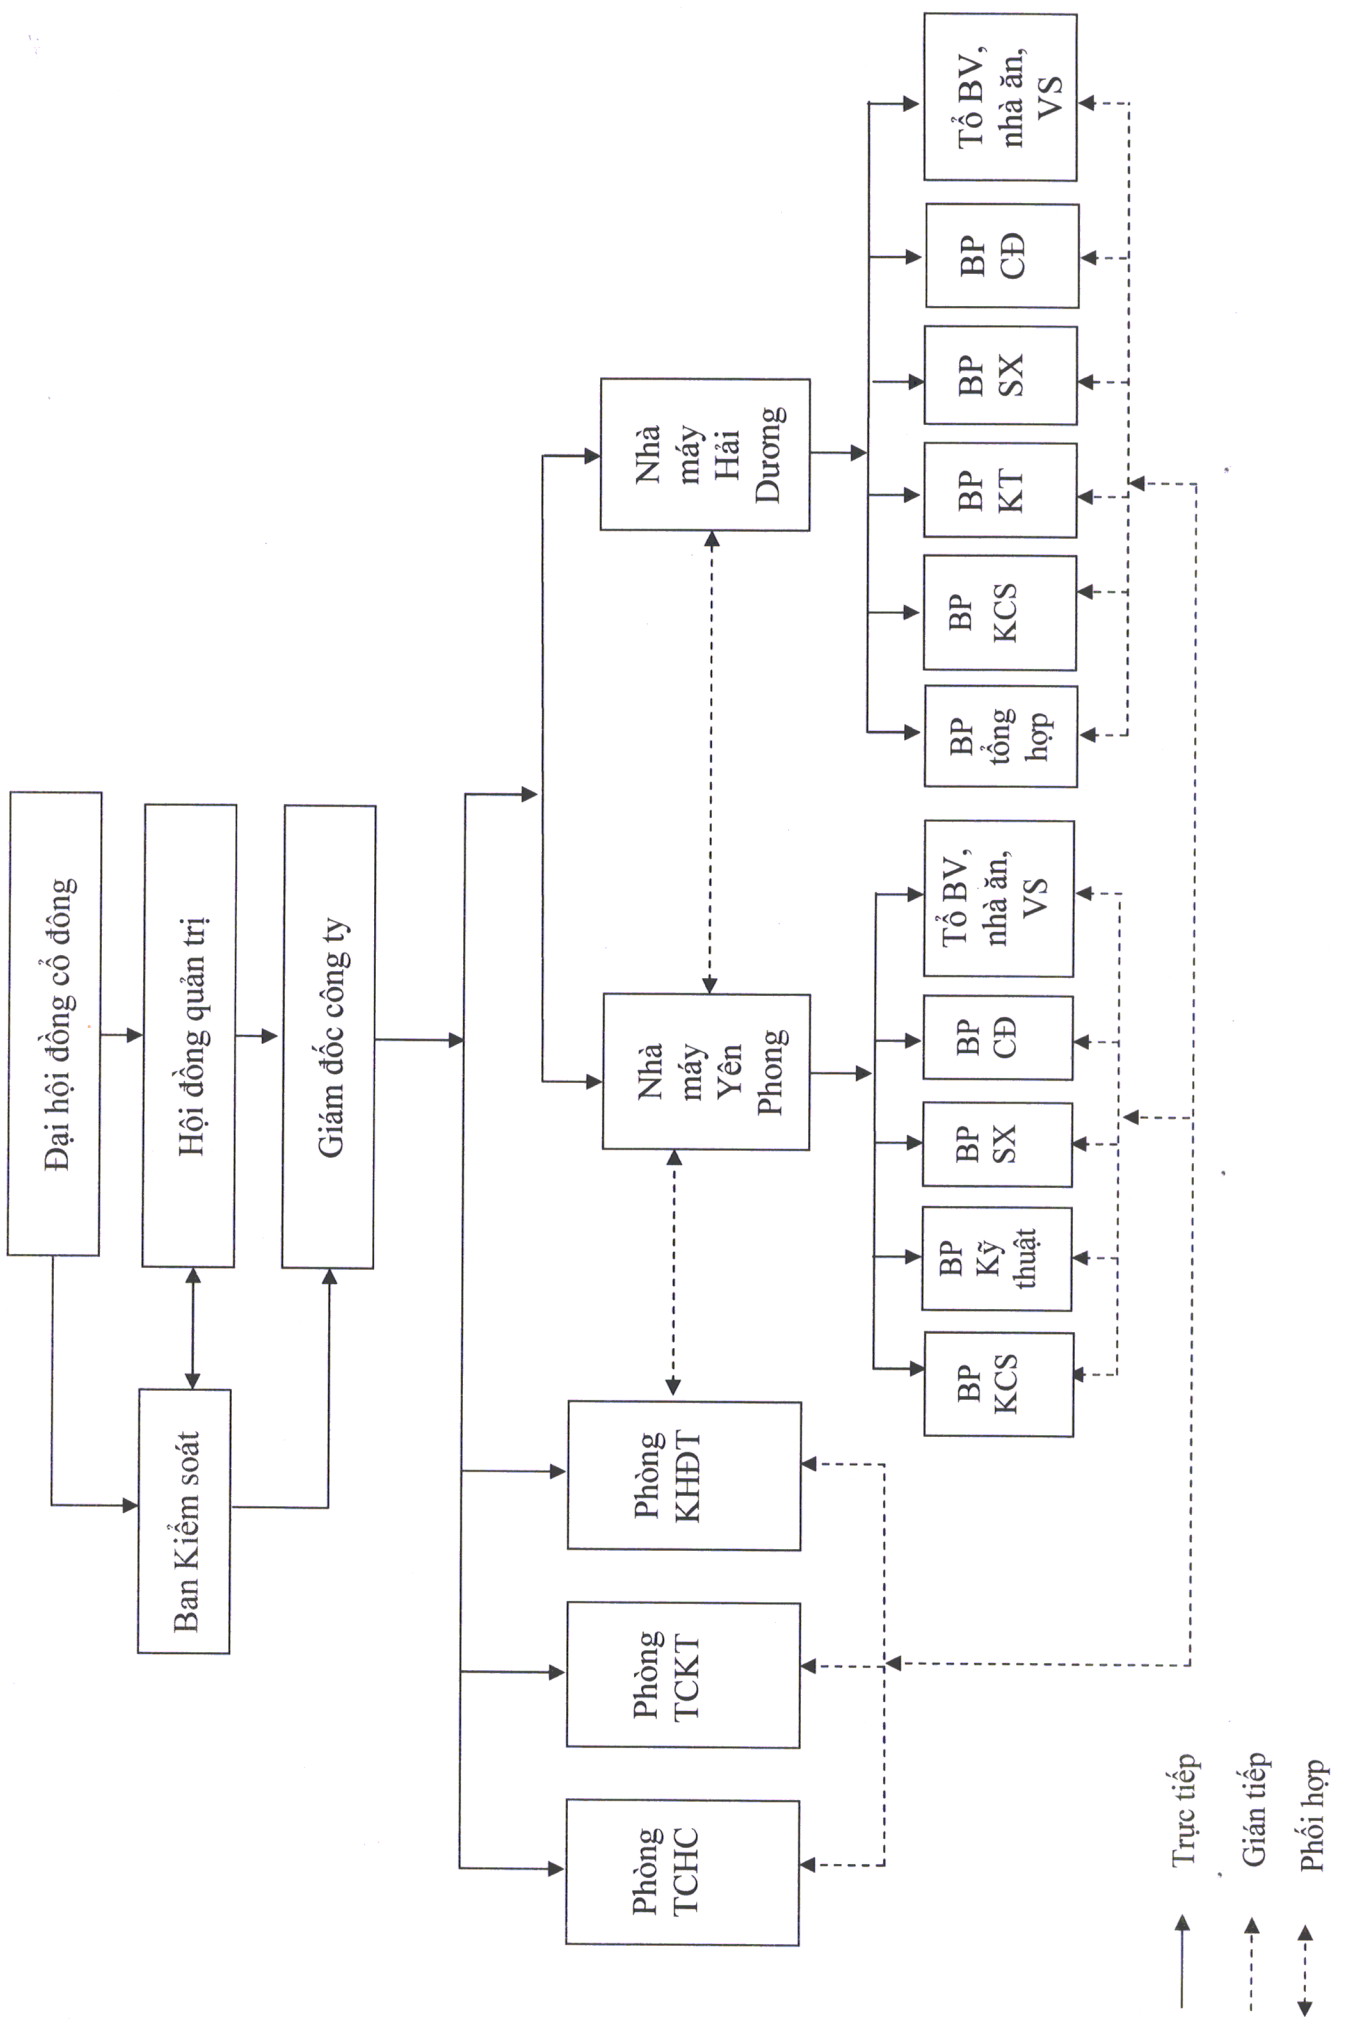 Đại hội đồng cổ đông
Ban Kiểm soát
Hội đồng quản trị
Giám đốc công ty
Phòng
TCHC
Phòng
TCKT
Phòng
KHĐT
Nhà
máy
Yên
Phong
Nhà
máy
Hải
Dương
BP
KCS
BP
Kỹ
thuật
BP
SX
BP
CĐ
Tổ BV,
nhà ăn,
VS
BP
tổng
hợp
BP
KCS
BP
KT
BP
SX
BP
CĐ
Tổ BV,
nhà ăn,
VS
Trực tiếp
Gián tiếp
Phối hợp